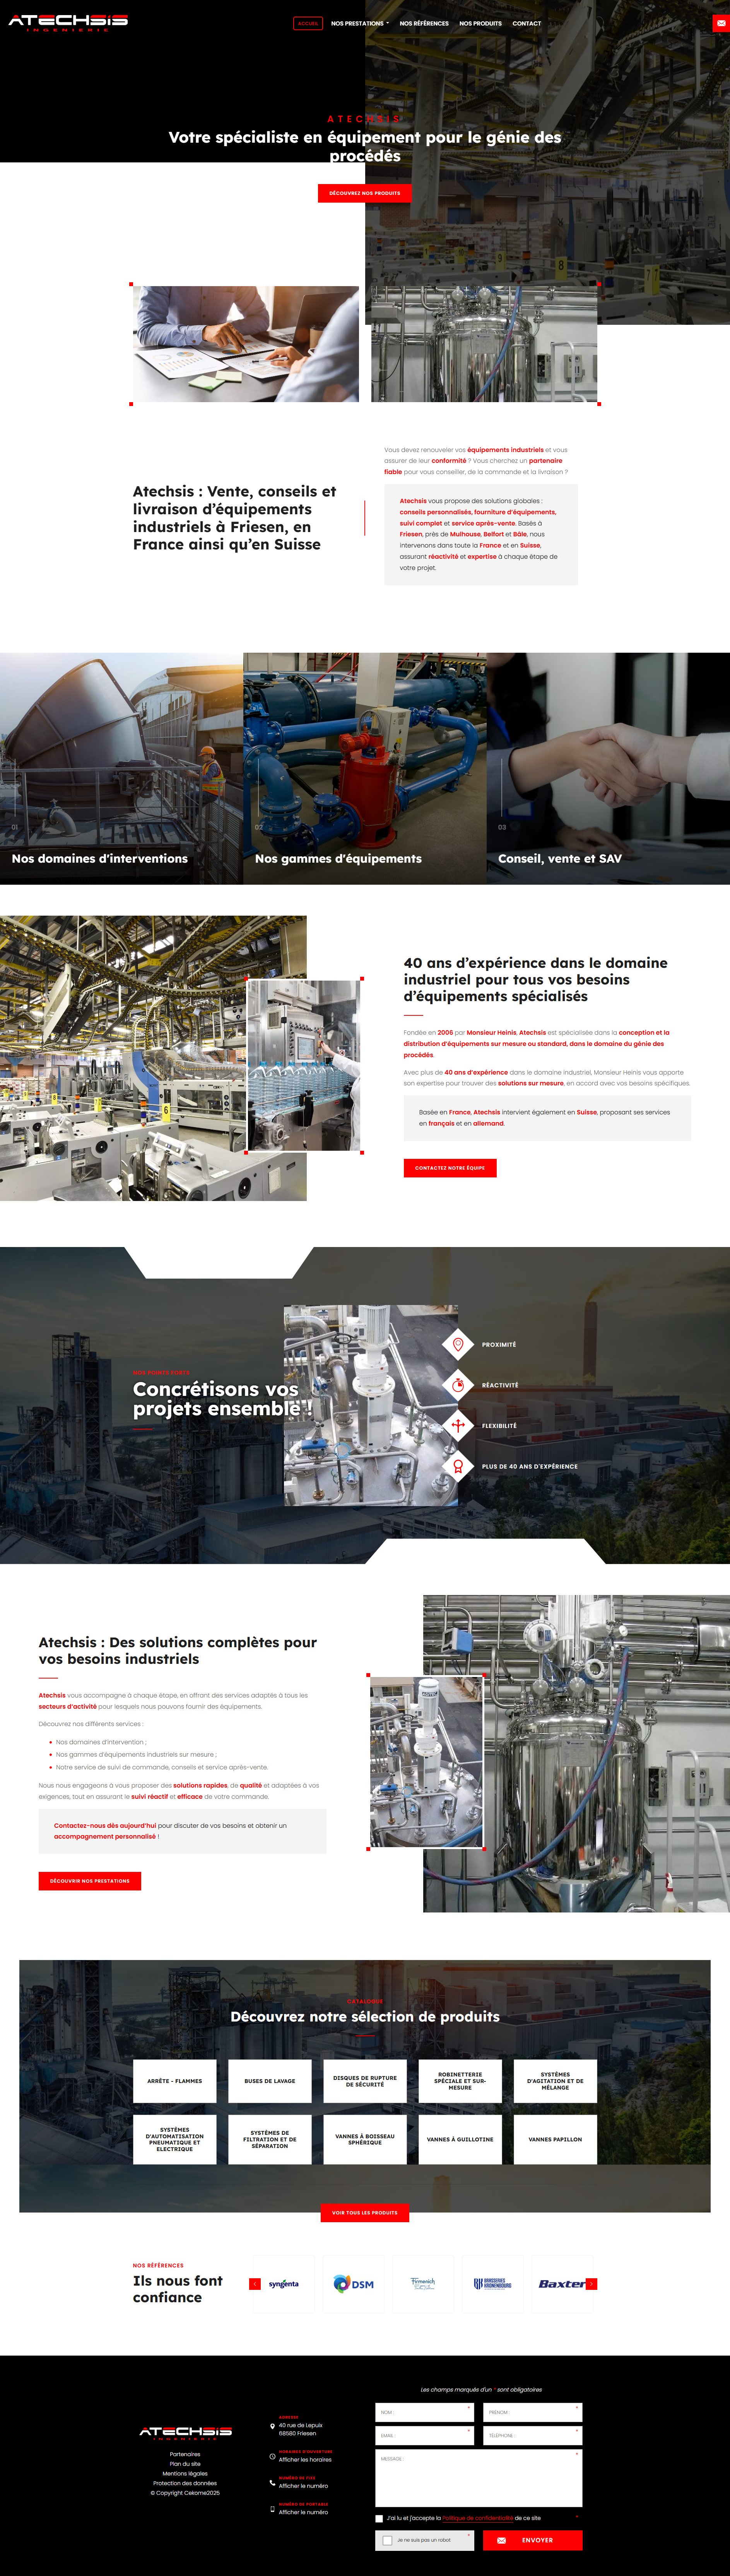 ATECHSIS
INGENIERIE
ACCUEIL
NOS PRESTATIONS
NOS RÉFÉRENCES
NOS PRODUITS
CONTACT
ATECHSIS
Votre spécialiste en équipement pour le génie des
procédés
DÉCOUVREZ NOS PRODUITS
Vous devez renouveler vos équipements industriels et vous
assurer de leur conformité ? Vous cherchez un partenaire
fiable pour vous conseiller, de la commande et la livraison ?
Atechsis : Vente, conseils et
livraison d’équipements
industriels à Friesen, en
France ainsi qu’en Suisse
Atechsis vous propose des solutions globales :
conseils personnalisés, fourniture d’équipements,
suivi complet et service après-vente. Basés à
Friesen, près de Mulhouse, Belfort et Bâle, nous
intervenons dans toute la France et en Suisse,
assurant réactivité et expertise à chaque étape de
votre projet.
01
Nos domaines d'interventions
02
Nos gammes d'équipements
03
Conseil, vente et SAV
40 ans d’expérience dans le domaine
industriel pour tous vos besoins
d’équipements spécialisés
Fondée en 2006 par Monsieur Heinis, Atechsis est spécialisée dans la conception et la
distribution d’équipements sur mesure ou standard, dans le domaine du génie des
procédés.
Avec plus de 40 ans d’expérience dans le domaine industriel, Monsieur Heinis vous apporte
son expertise pour trouver des solutions sur mesure, en accord avec vos besoins spécifiques.
Basée en France, Atechsis intervient également en Suisse, proposant ses services
en français et en allemand.
CONTACTEZ NOTRE ÉQUIPE
NOS POINTS FORTS
Concrétisons vos
projets ensemble !
PROXIMITÉ
RÉACTIVITÉ
FLEXIBILITÉ
PLUS DE 40 ANS D'EXPÉRIENCE
Atechsis : Des solutions complètes pour
vos besoins industriels
Atechsis vous accompagne à chaque étape, en offrant des services adaptés à tous les
secteurs d’activité pour lesquels nous pouvons fournir des équipements.
Découvrez nos différents services :
Nos domaines d’intervention ;
Nos gammes d’équipements industriels sur mesure ;
Notre service de suivi de commande, conseils et service après-vente.
Nous nous engageons à vous proposer des solutions rapides, de qualité et adaptées à vos
exigences, tout en assurant le suivi réactif et efficace de votre commande.
Contactez-nous dès aujourd’hui pour discuter de vos besoins et obtenir un
accompagnement personnalisé !
DÉCOUVRIR NOS PRESTATIONS
CATALOGUE
Découvrez notre sélection de produits
ARRÊTE - FLAMMES
BUSES DE LAVAGE
DISQUES DE RUPTURE
DE SÉCURITÉ
ROBINETTERIE
SPÉCIALE ET SUR-
MESURE
SYSTÈMES
D'AGITATION ET DE
MÉLANGE
SYSTÈMES
D'AUTOMATISATION
PNEUMATIQUE ET
ELECTRIQUE
SYSTÈMES DE
FILTRATION ET DE
SÉPARATION
VANNES À BOISSEAU
SPHÉRIQUE
VANNES À GUILLOTINE
VANNES PAPILLON
VOIR TOUS LES PRODUITS
NOS RÉFÉRENCES
Ils nous font
confiance
syngenta
DSM
Firmenich
BRASSERIES
KRONENBOURG
Baxter
Les champs marqués d'un * sont obligatoires
ATECHSIS
INGENIERIE
Partenaires
Plan du site
Mentions légales
Protection des données
© Copyright Cekome2025
ADRESSE
40 rue de Lepuix
68580 Friesen
HORAIRES D'OUVERTURE
Afficher les horaires
NUMÉRO DE FIXE
Afficher le numéro
NUMÉRO DE PORTABLE
Afficher le numéro
NOM :
*
PRÉNOM :
*
EMAIL :
*
TÉLÉPHONE :
*
MESSAGE :
*
J'ai lu et j'accepte la Politique de confidentialité de ce site *
Je ne suis pas un robot
*
ENVOYER